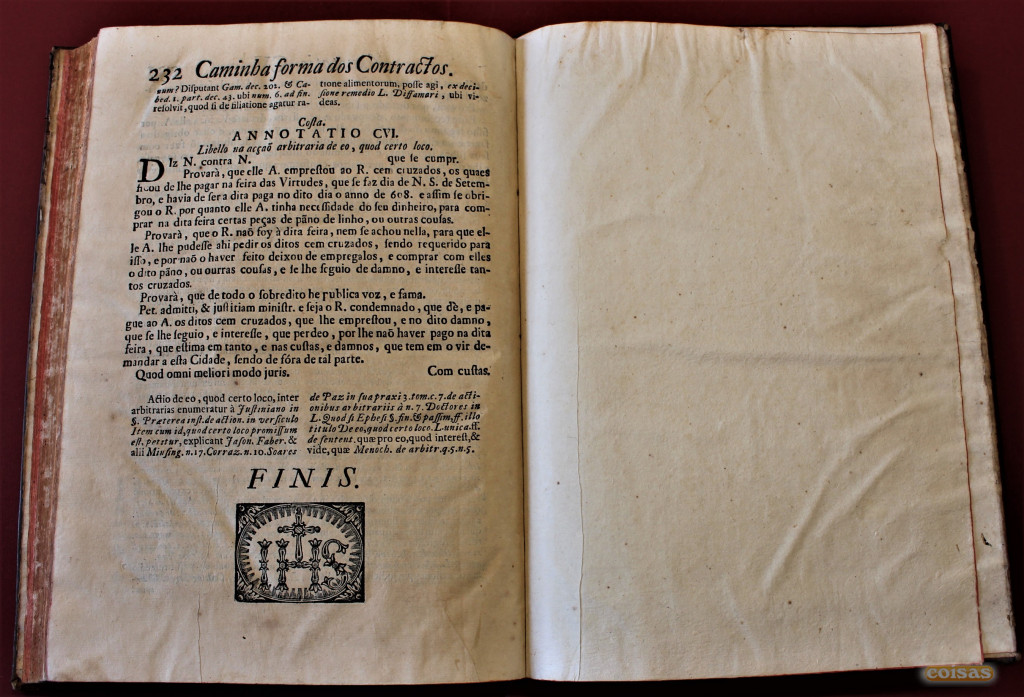 232 Caminha forma dos Contractos.
num? Disputant Gam. dec. 202. & Ca-
bed. 1. part. dec. 43. ubi num. 6. ad fin.
resolvit, quod si de filiatione agatur ra-
tione alimentorum, posse agi, ex deci-
sione remedio L. Diffamari, ubi vi-
deas.
Costa.
ANNOTATIO CVI.
Libello na acçaõ arbitraria de eo, quod certo loco.
DIz N. contra N. que se cumpr.
Provarà, que elle A. emprestou ao R. cem cruzados, os quaes
ficou de lhe pagar na feira das Virtudes, que se faz dia de N. S. de Setem-
bro, e havia de ser a dita paga no dito dia o anno de 608. e assim se obri-
gou o R. por quanto elle A. tinha necessidade do seu dinheiro, para com-
prar na dita feira certas peças de pãno de linho, ou outras cousas.
Provarà, que o R. naõ foy à dita feira, nem se achou nella, para que el-
le A. lhe pudesse ahi pedir os ditos cem cruzados, sendo requerido para
isso, e por naõ o haver feito deixou de empregalos, e comprar com elles
o dito pãno, ou outras cousas, e se lhe seguio de damno, e interesse tan-
tos cruzados.
Provarà, que de todo o sobredito he publica voz, e fama.
Pet. admitti, & justitiam ministr. e seja o R. condemnado, que dè, e pa-
gue ao A. os ditos cem cruzados, que lhe emprestou, e no dito damno,
que se lhe seguio, e interesse, que perdeo, por lhe naõ haver pago na dita
feira, que estima em tanto, e nas custas, e damnos, que tem em o vir de-
mandar a esta Cidade, sendo de fóra de tal parte.
Quod omni meliori modo juris. Com custas.
Actio de eo, quod certo loco, inter
arbitrarias enumeratur à Justiniano in
§. Præterea inst. de action. in versiculo
Item cum id, quod certo loco promissum
est. petitur, explicant Jason. Faber. &
alii Miusing. n. 17. Corraz. n. 20. Soares
de Paz in sua praxi 3. tom. c. 7. de acti-
onibus arbitrariis à n. 7. Doctores in
L. Quod si Ephesi §. fin. & passim, ff. illo
titulo De eo, quod certo loco. L. unica. ff.
de sentent. quæ pro eo, quod interest, &
vide, quæ Menoch. de arbitr. q. 5. n. 5.
FINIS.
IHS
coisas